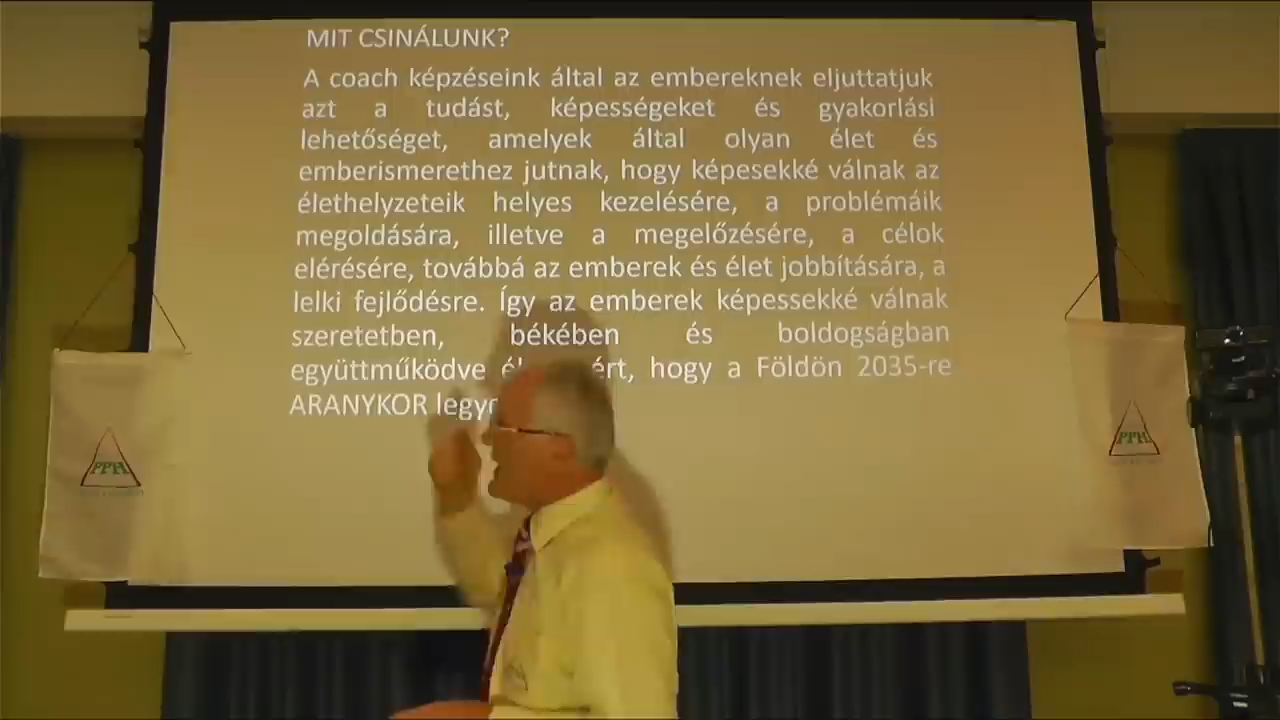 MIT CSINÁLUNK?
A coach képzéseink által az embereknek eljuttatjuk
azt a tudást, képességeket és gyakorlási
lehetőséget, amelyek által olyan élet és
emberismerethez jutnak, hogy képesekké válnak az
élethelyzeteik helyes kezelésére, a problémáik
megoldására, illetve a megelőzésére, a célok
elérésére, továbbá az emberek és élet jobbítására, a
lelki fejlődésre. Így az emberek képessekké válnak
szeretetben, békében és boldogságban
együttműködve hogy a Földön 2035-re
ARANYKOR
PPH
PPH